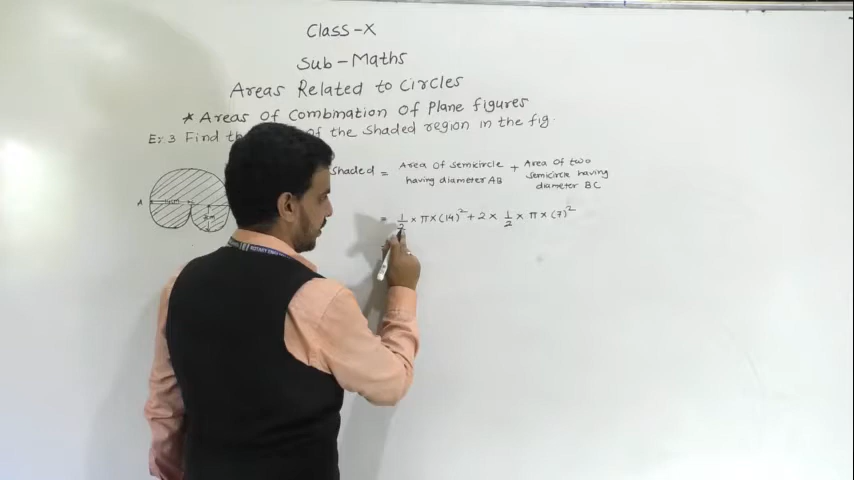 Class-X
Sub-Maths
Areas Related to Circles
* Areas Of Combination Of Plane figures
Ex.3 Find the of the Shaded region in the fig.
Shaded = Area Of Semicircle having diameter AB + Area Of two Semicircle having diameter BC
A
= 1/2 × π × (14)² + 2 × 1/2 × π × (7)²
ROTARY